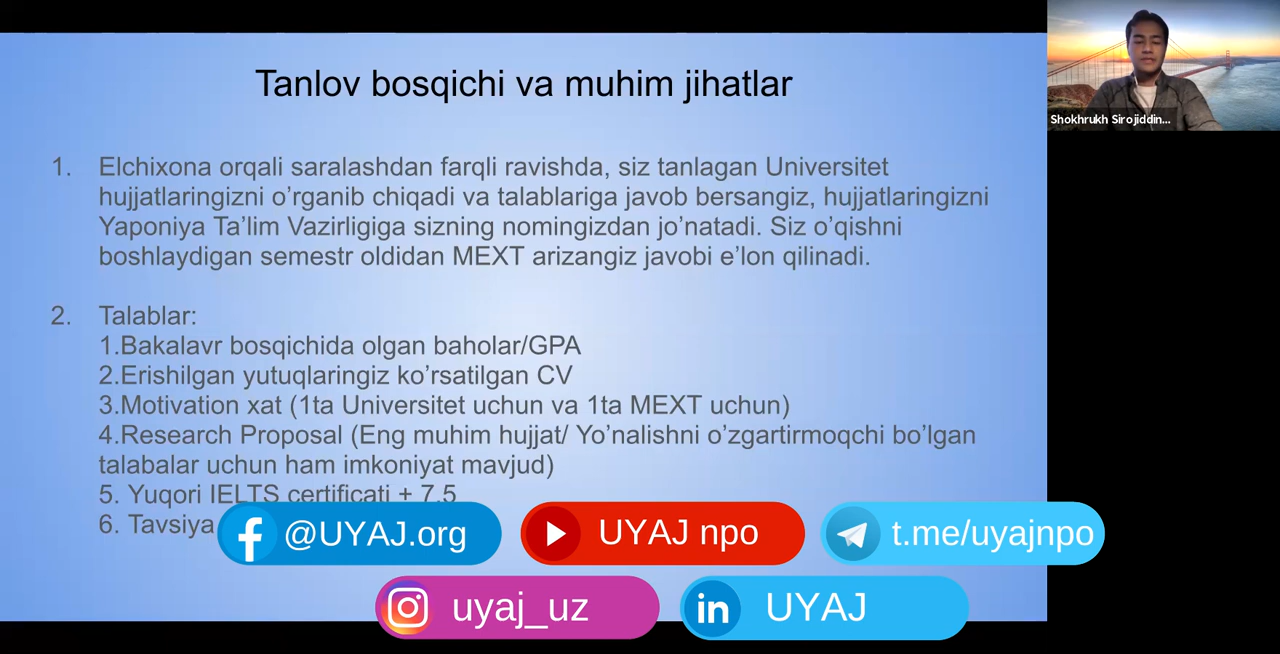 Tanlov bosqichi va muhim jihatlar
1. Elchixona orqali saralashdan farqli ravishda, siz tanlagan Universitet
hujjatlaringizni o’rganib chiqadi va talablariga javob bersangiz, hujjatlaringizni
Yaponiya Ta’lim Vazirligiga sizning nomingizdan jo’natadi. Siz o’qishni
boshlaydigan semestr oldidan MEXT arizangiz javobi e’lon qilinadi.
2. Talablar:
1.Bakalavr bosqichida olgan baholar/GPA
2.Erishilgan yutuqlaringiz ko’rsatilgan CV
3.Motivation xat (1ta Universitet uchun va 1ta MEXT uchun)
4.Research Proposal (Eng muhim hujjat/ Yo’nalishni o’zgartirmoqchi bo’lgan
talabalar uchun ham imkoniyat mavjud)
5. Yuqori IELTS certificati + 7.5
6. Tavsiya
Shokhrukh Sirojiddin...
@UYAJ.org
UYAJ npo
t.me/uyajnpo
uyaj_uz
UYAJ